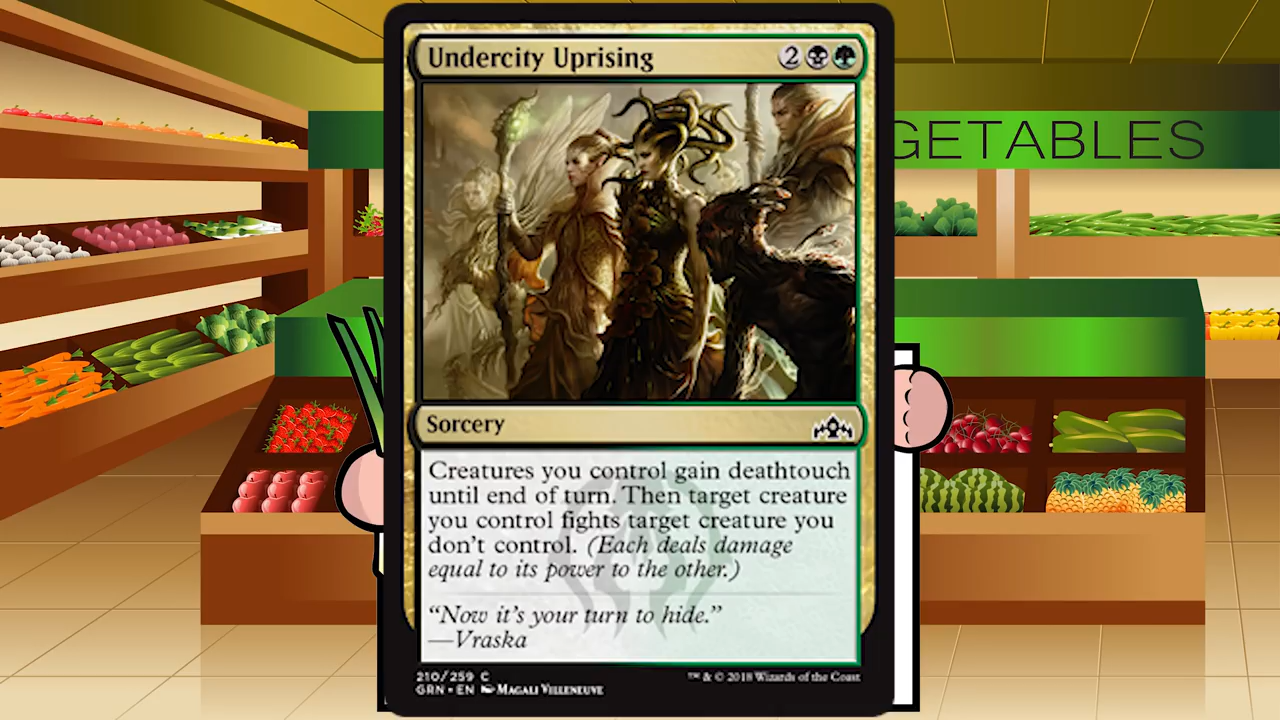 Undercity Uprising 2
GETABLES
Sorcery
Creatures you control gain deathtouch
until end of turn. Then target creature
you control fights target creature you
don't control. (Each deals damage
equal to its power to the other.)
"Now it's your turn to hide."
—Vraska
210/259 C
GRN • EN Magali Villeneuve
™ & © 2018 Wizards of the Coast